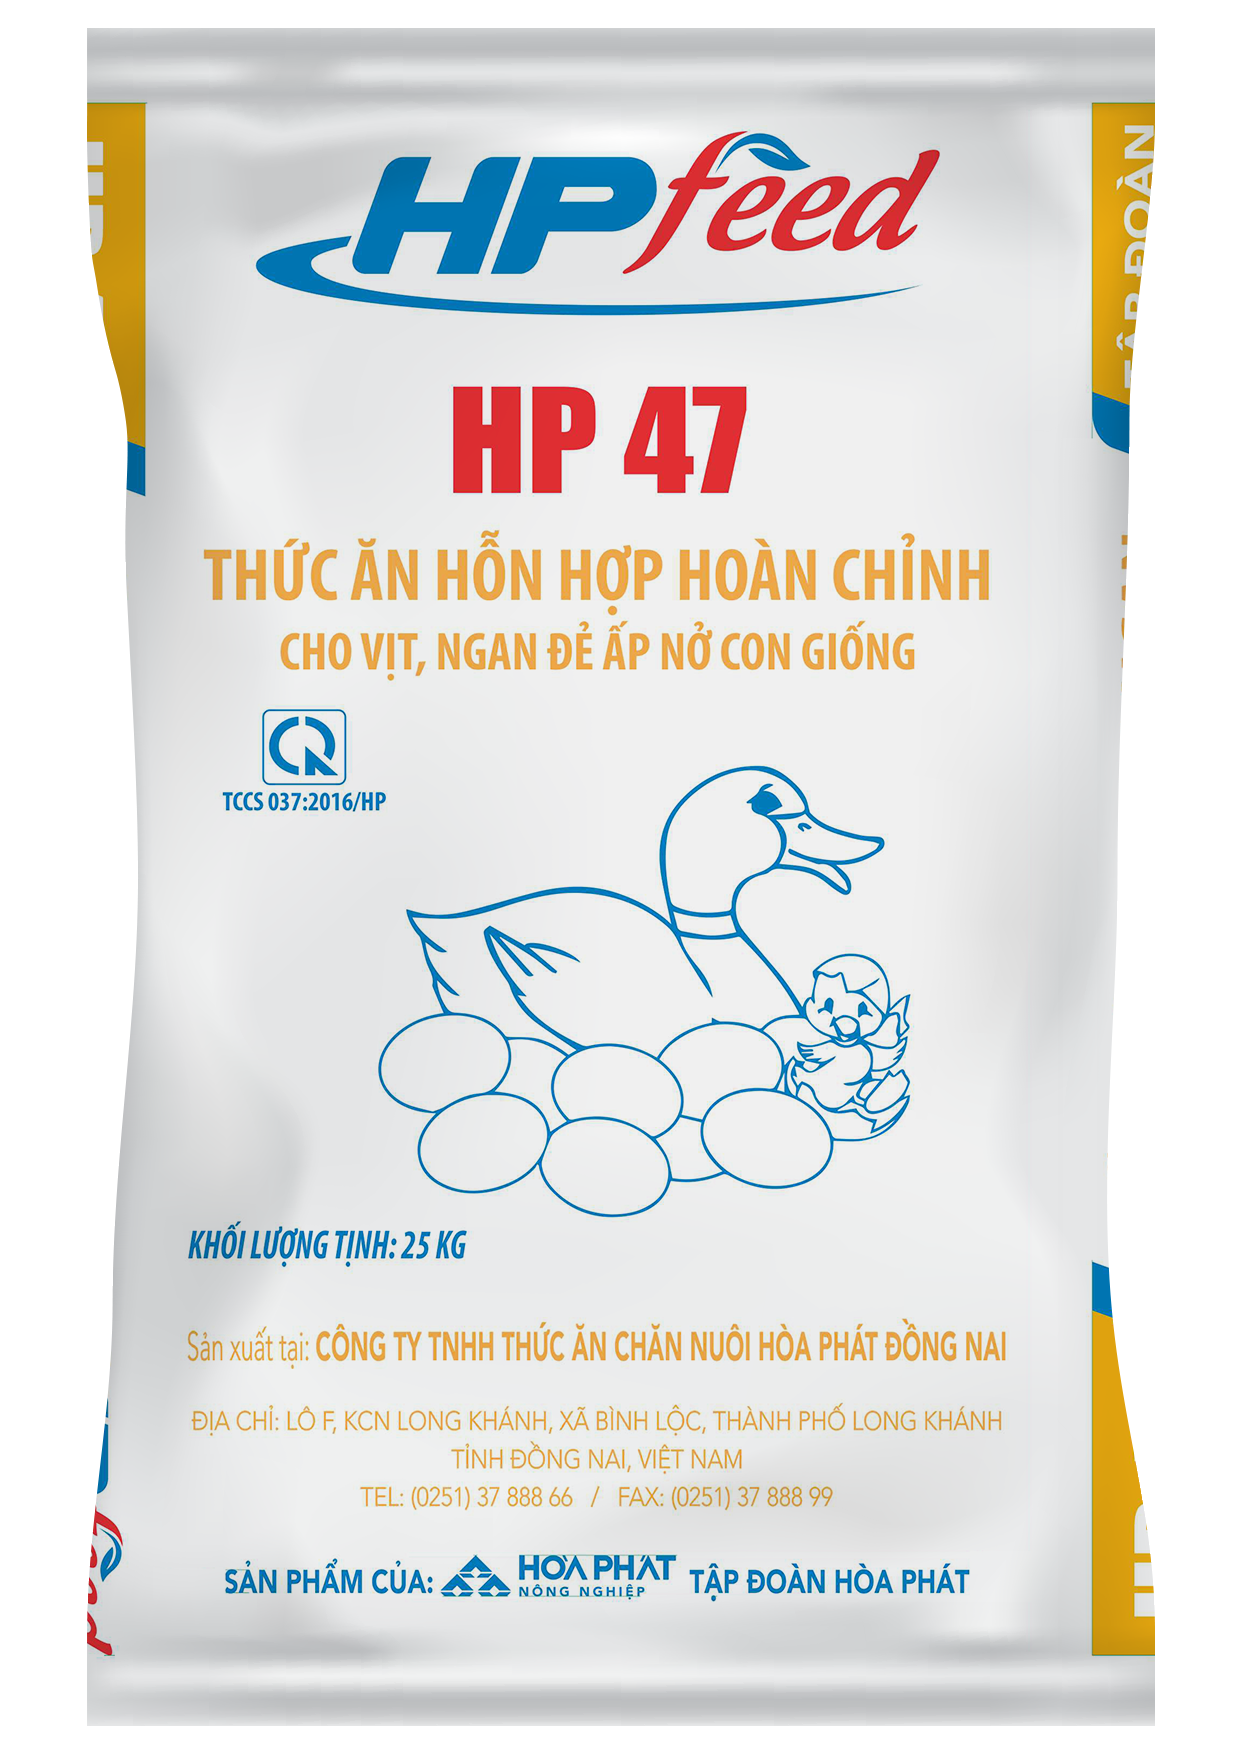 HPfeed
HP 47
THỨC ĂN HỖN HỢP HOÀN CHỈNH
CHO VỊT, NGAN ĐẺ ẤP NỞ CON GIỐNG
TCCS 037:2016/HP
KHỐI LƯỢNG TỊNH: 25 KG
Sản xuất tại: CÔNG TY TNHH THỨC ĂN CHĂN NUÔI HÒA PHÁT ĐỒNG NAI
ĐỊA CHỈ: LÔ F, KCN LONG KHÁNH, XÃ BÌNH LỘC, THÀNH PHỐ LONG KHÁNH
TỈNH ĐỒNG NAI, VIỆT NAM
TEL: (0251) 37 888 66 / FAX: (0251) 37 888 99
SẢN PHẨM CỦA: HÒA PHÁT TẬP ĐOÀN HÒA PHÁT
NÔNG NGHIỆP
TẬP ĐOÀN